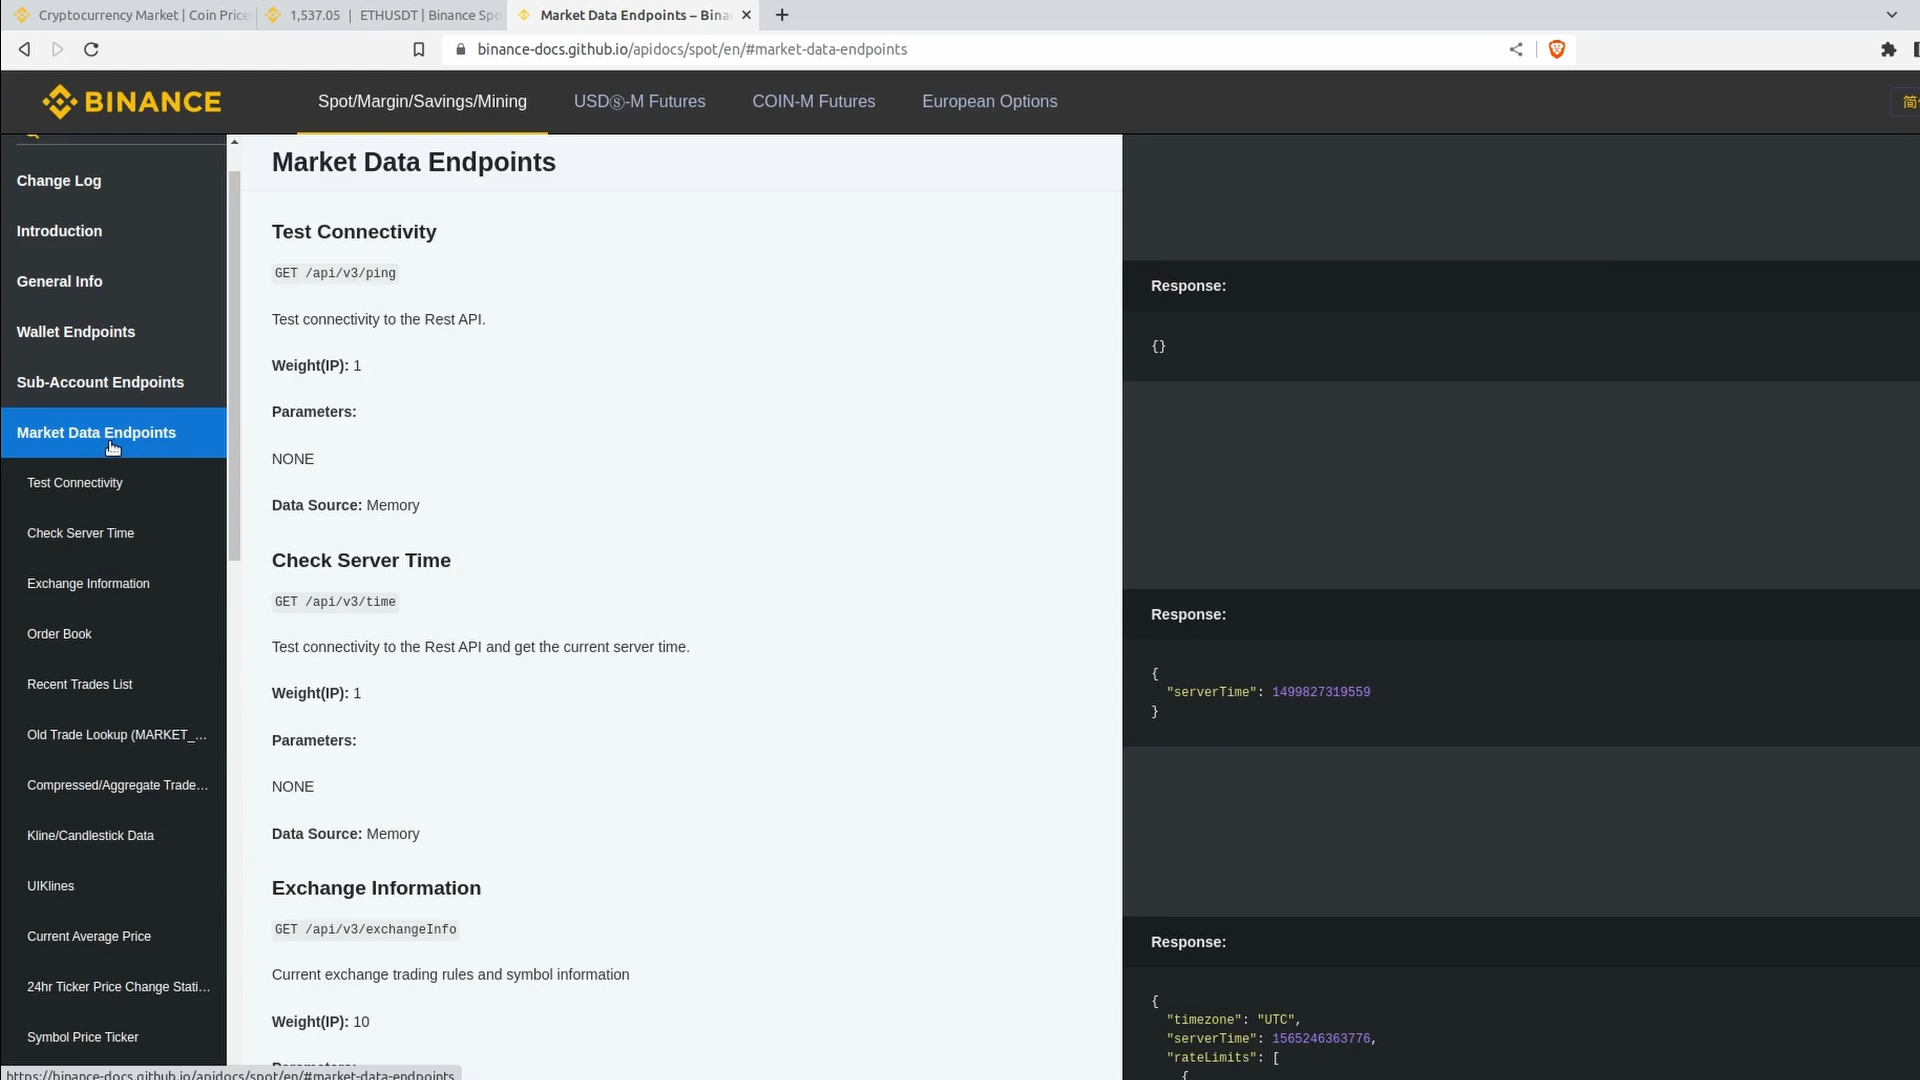 Cryptocurrency Market | Coin Price
1,537.05 | ETHUSDT | Binance Spo
Market Data Endpoints – Bina
binance-docs.github.io/apidocs/spot/en/#market-data-endpoints
BINANCE
Spot/Margin/Savings/Mining
USDⓈ-M Futures
COIN-M Futures
European Options
简
Change Log
Introduction
General Info
Wallet Endpoints
Sub-Account Endpoints
Market Data Endpoints
Test Connectivity
Check Server Time
Exchange Information
Order Book
Recent Trades List
Old Trade Lookup (MARKET_...
Compressed/Aggregate Trade...
Kline/Candlestick Data
UIKlines
Current Average Price
24hr Ticker Price Change Stati...
Symbol Price Ticker
https://binance-docs.github.io/apidocs/spot/en/#market-data-endpoints
Market Data Endpoints
Test Connectivity
GET /api/v3/ping
Test connectivity to the Rest API.
Weight(IP): 1
Parameters:
NONE
Data Source: Memory
Check Server Time
GET /api/v3/time
Test connectivity to the Rest API and get the current server time.
Weight(IP): 1
Parameters:
NONE
Data Source: Memory
Exchange Information
GET /api/v3/exchangeInfo
Current exchange trading rules and symbol information
Weight(IP): 10
Parameters:
Response:
{}
Response:
{
"serverTime": 1499827319559
}
Response:
{
"timezone": "UTC",
"serverTime": 1565246363776,
"rateLimits": [
{